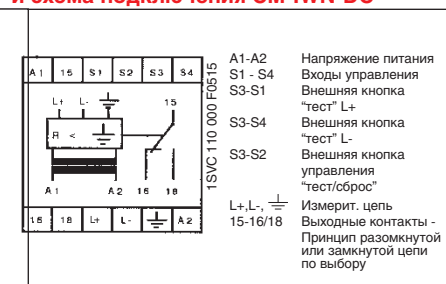 и схема подключения CM-IWN-DC
A1 15 S1 S2 S3 S4
L+ L- 15
R <
A1 A2 16 18
16 18 L+ L- A2
1SVC 110 000 F0515
A1-A2 Напряжение питания
S1 - S4 Входы управления
S3-S1 Внешняя кнопка
“тест” L+
S3-S4 Внешняя кнопка
“тест” L-
S3-S2 Внешняя кнопка
управления
“тест/сброс”
L+,L-, Измерит. цепь
15-16/18 Выходные контакты -
Принцип разомкнутой
или замкнутой цепи
по выбору